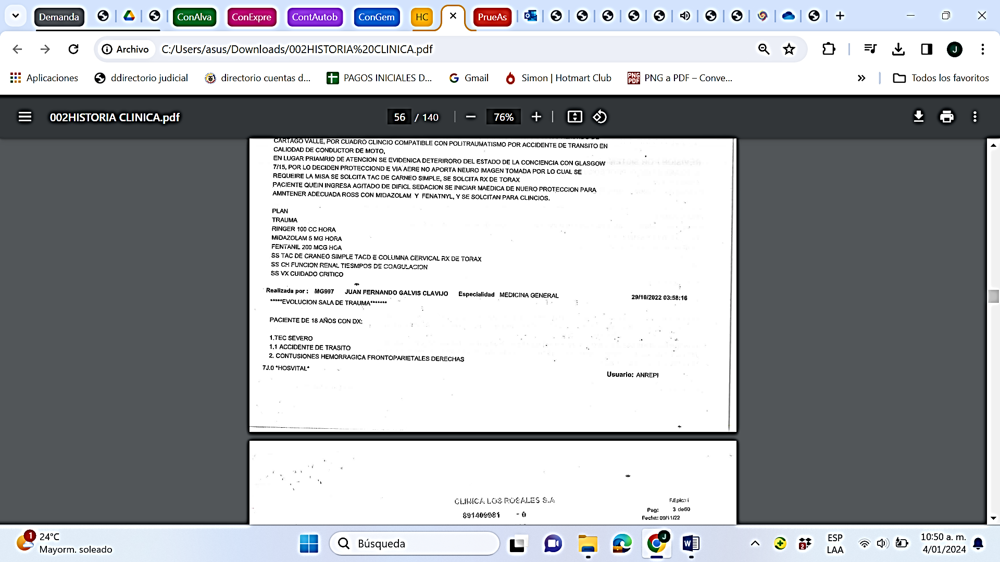 Demanda
ConAlva
ConExpre
ContAutob
ConGem
HC
PrueAs
Archivo
C:/Users/asus/Downloads/002HISTORIA%20CLINICA.pdf
J
Aplicaciones
ddirectorio judicial
directorio cuentas d...
PAGOS INICIALES D...
Gmail
Simon | Hotmart Club
PNG a PDF – Conve...
Todos los favoritos
002HISTORIA CLINICA.pdf
56 / 140
76%
CARTAGO VALLE, POR CUADRO CLINCIO COMPATIBLE CON POLITRAUMATISMO POR ACCIDENTE DE TRANSITO EN
CALIODAD DE CONDUCTOR DE MOTO,
EN LUGAR PRIAMRIO DE ATENCION SE EVIDENICA DETERIRORO DEL ESTADO DE LA CONCIENCIA CON GLASGOW
7/15, POR LO DECIDEN PROTECCIOND E VIA AERE NO APORTA NEURO IMAGEN TOMADA POR LO CUAL SE
REQUEIRE LA MISA SE SOLCITA TAC DE CARNEO SIMPLE, SE SOLCITA RX DE TORAX
PACIENTE QUEIN INGRESA AGITADO DE DIFICL SEDACION SE INICIAR MAEDICA DE NUERO PROTECCION PARA
AMNTENER ADECUADA ROSS CON MIDAZOLAM Y FENATNYL, Y SE SOLCITAN PARA CLINCIOS.
PLAN
TRAUMA
RINGER 100 CC HORA
MIDAZOLAM 5 MG HORA
FENTANIL 200 MCG HOA
SS TAC DE CRANEO SIMPLE TACD E COLUMNA CERVICAL RX DE TORAX
SS CH FUNCION RENAL TIESMPOS DE COAGULACION
SS VX CUIDADO CRITICO
Realizada por : MG997 JUAN FERNANDO GALVIS CLAVIJO Especialidad MEDICINA GENERAL 29/10/2022 03:58:16
*****EVOLUCION SALA DE TRAUMA*******
PACIENTE DE 18 AÑOS CON DX:
1.TEC SEVERO
1.1 ACCIDENTE DE TRASITO
2. CONTUSIONES HEMORRAGICA FRONTOPARIETALES DERECHAS
7J.0 *HOSVITAL*
Usuario: ANREPI
CLINICA LOS ROSALES S.A
891409981 - 0
Pag: 3 de60
Fecha: 09/11/22
1
24°C
Mayorm. soleado
Búsqueda
J
2
ESP
LAA
10:50 a. m.
4/01/2024